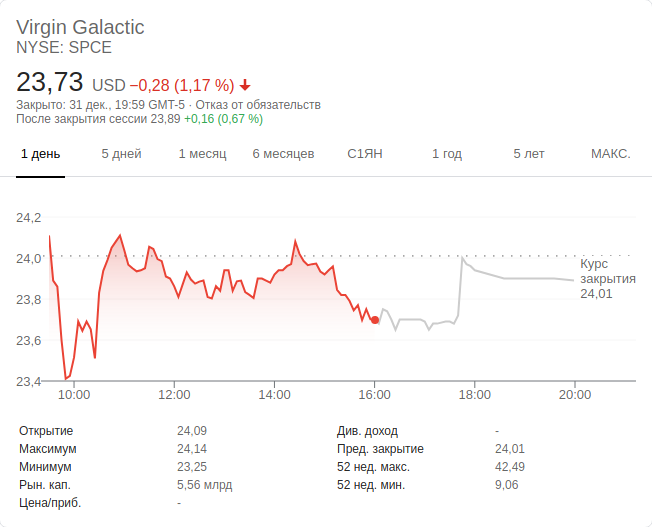 Virgin Galactic
NYSE: SPCE
23,73 USD −0,28 (1,17 %)
Закрыто: 31 дек., 19:59 GMT-5 · Отказ от обязательств
После закрытия сессии 23,89 +0,16 (0,67 %)
1 день 5 дней 1 месяц 6 месяцев С1ЯН 1 год 5 лет МАКС.
24,2
24,0
Курс
закрытия
24,01
23,8
23,6
23,4
10:00 12:00 14:00 16:00 18:00 20:00
Открытие 24,09 Див. доход -
Максимум 24,14 Пред. закрытие 24,01
Минимум 23,25 52 нед. макс. 42,49
Рын. кап. 5,56 млрд 52 нед. мин. 9,06
Цена/приб. -